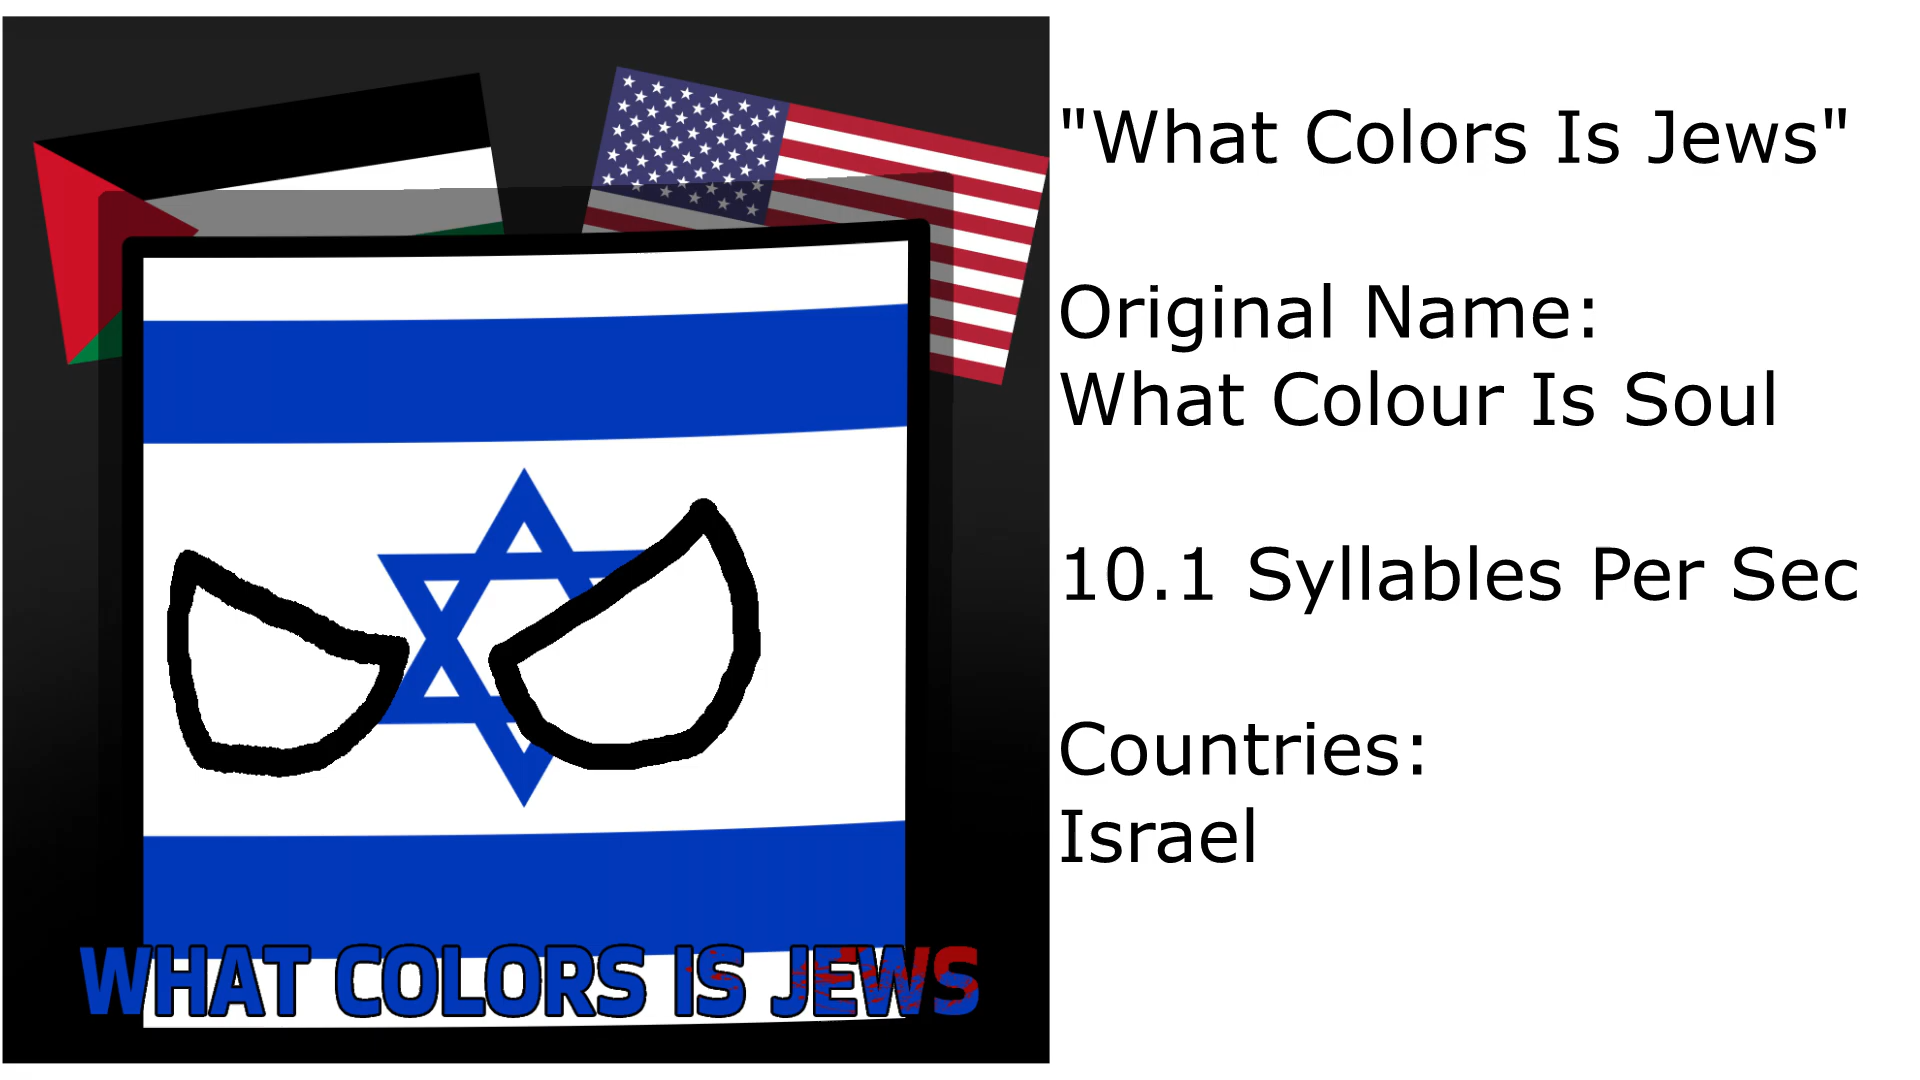 "What Colors Is Jews"
Original Name:
What Colour Is Soul
10.1 Syllables Per Sec
Countries:
Israel
WHAT COLORS IS JEWS